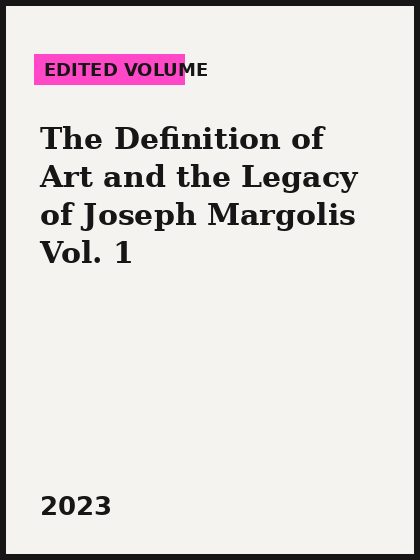 EDITED VOLUME
The Definition of
Art and the Legacy
of Joseph Margolis
Vol. 1
2023